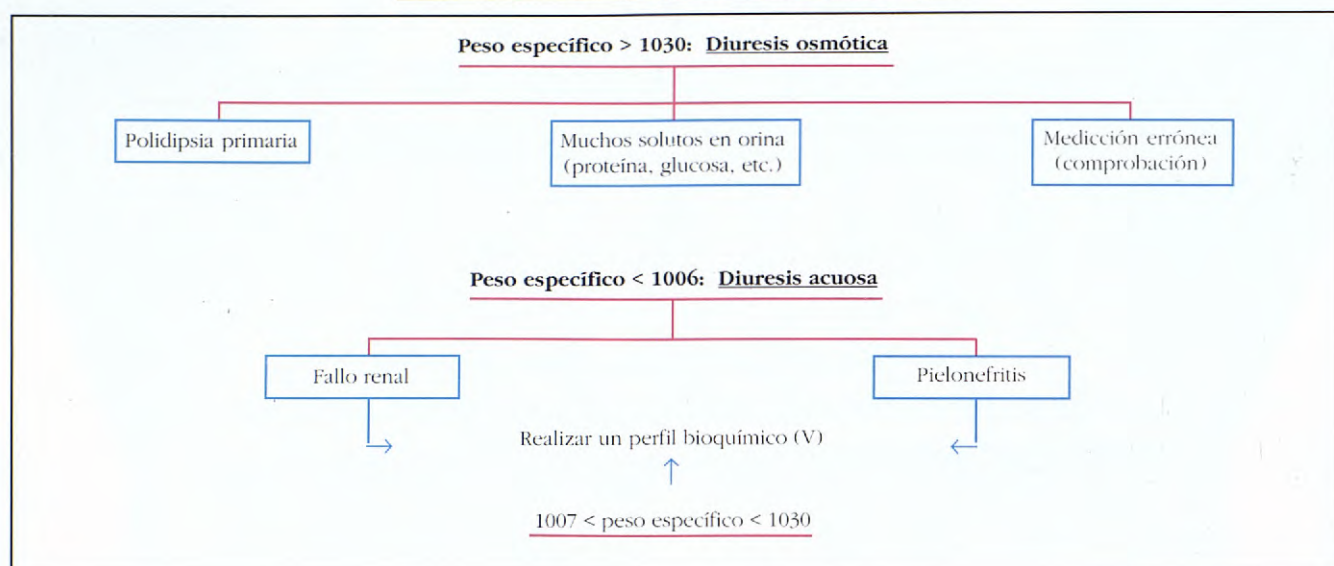 Peso específico > 1030: Diuresis osmótica
Polidipsia primaria
Muchos solutos en orina
(proteína, glucosa, etc.)
Medicción errónea
(comprobación)
Peso específico < 1006: Diuresis acuosa
Fallo renal
Pielonefritis
Realizar un perfil bioquímico (V)
1007 < peso específico < 1030